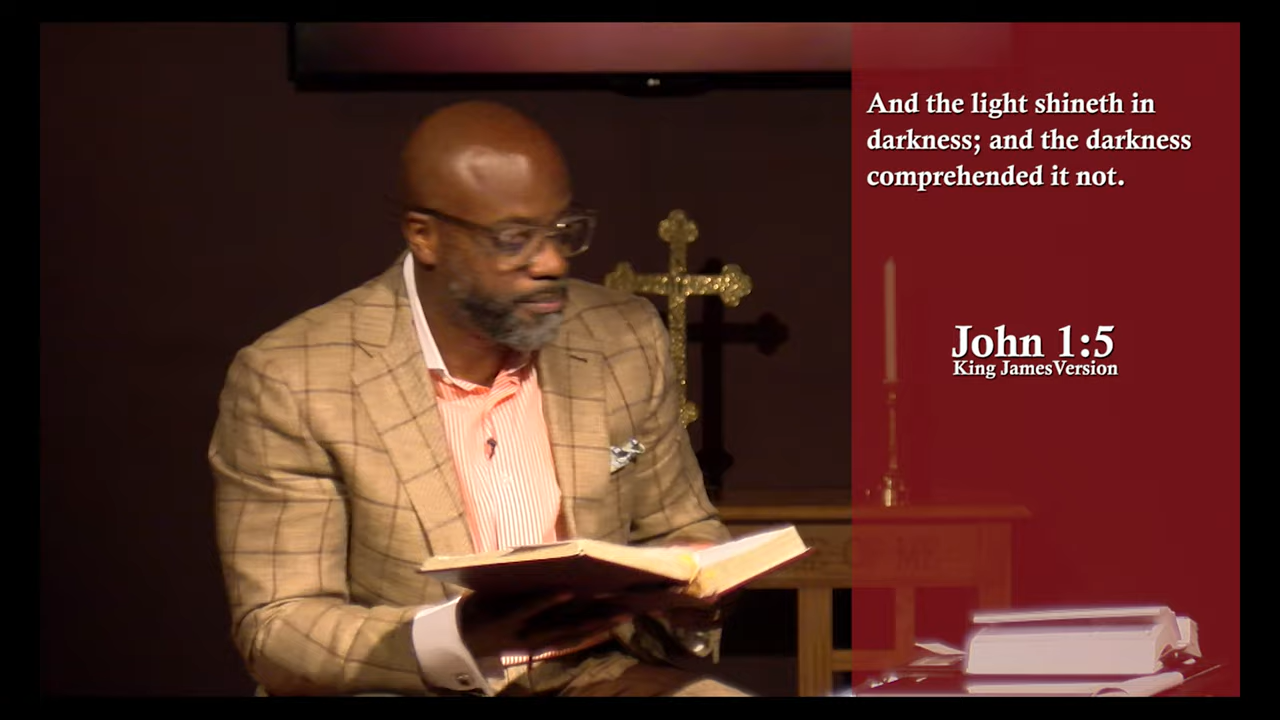 And the light shineth in
darkness; and the darkness
comprehended it not.
John 1:5
King JamesVersion